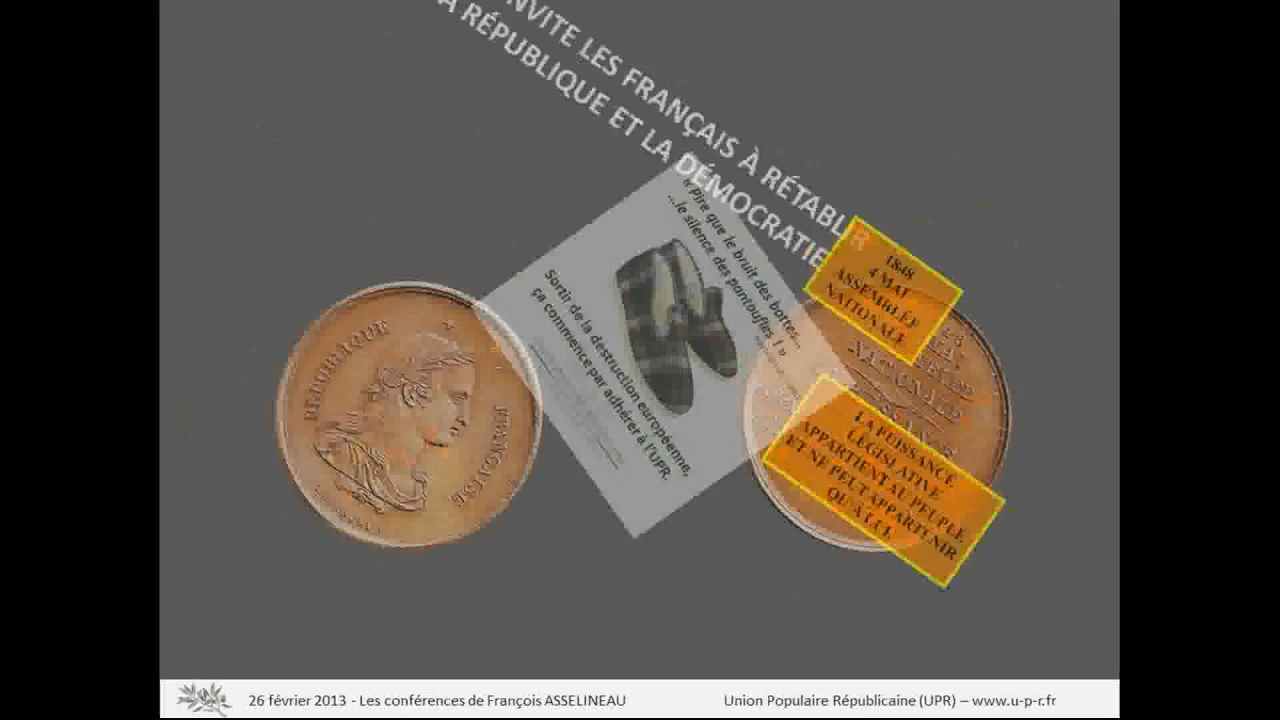 NVITE LES FRANÇAIS À RÉTABLIR
A RÉPUBLIQUE ET LA DÉMOCRATIE
« Pire que le bruit des bottes...
...le silence des pantoufles ! »
Sortir de la destruction européenne,
ça commence par adhérer à l'UPR.
1848
4 MAI
ASSEMBLÉE
NATIONALE
NATIONALE
REPUBLIQUE
FRANÇAISE
LA PUISSANCE
LÉGISLATIVE
APPARTIENT AU PEUPLE
ET NE PEUT APPARTENIR
QU'À LUI
26 février 2013 - Les conférences de François ASSELINEAU
Union Populaire Républicaine (UPR) – www.u-p-r.fr